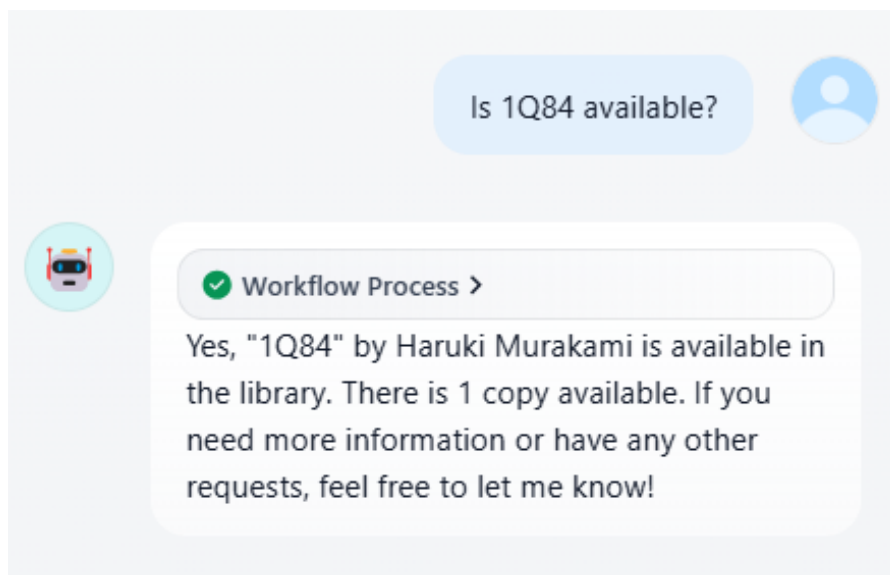 Is 1Q84 available?
Workflow Process
Yes, "1Q84" by Haruki Murakami is available in
the library. There is 1 copy available. If you
need more information or have any other
requests, feel free to let me know!